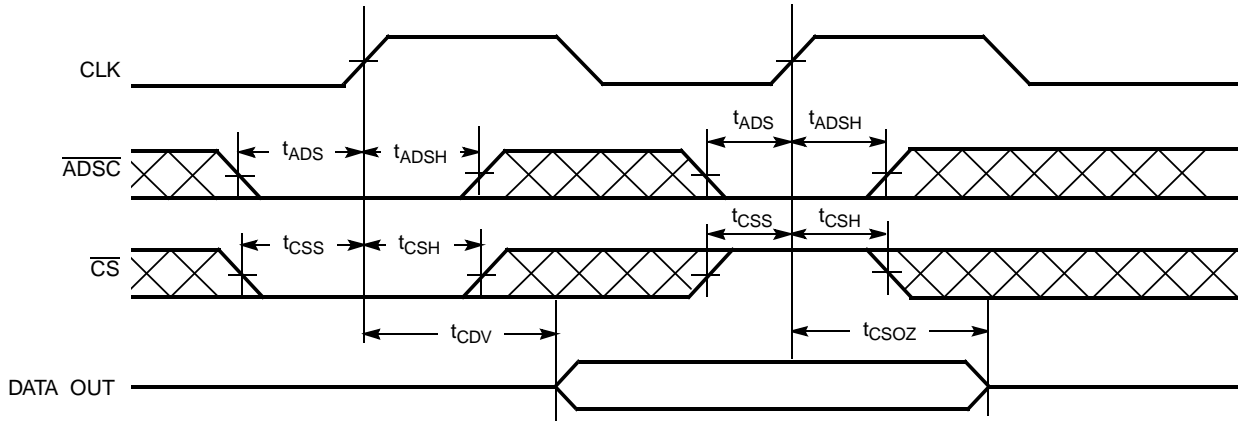 CLK
tADS tADSH tADS tADSH
ADSC
tCSS tCSH tCSS tCSH
CS
tCDV tCSOZ
DATA OUT